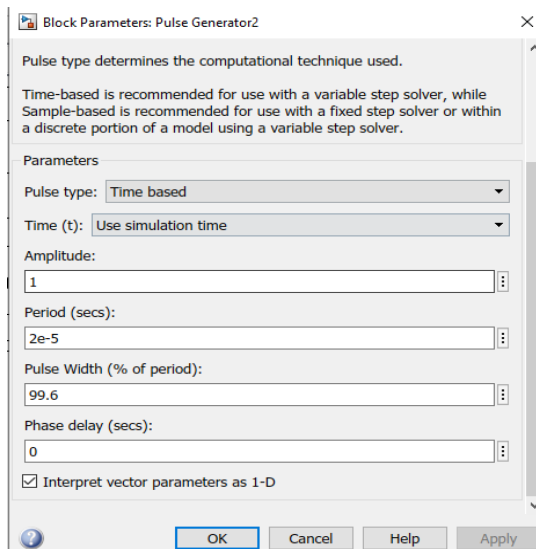 Block Parameters: Pulse Generator2
Pulse type determines the computational technique used.
Time-based is recommended for use with a variable step solver, while
Sample-based is recommended for use with a fixed step solver or within
a discrete portion of a model using a variable step solver.
Parameters
Pulse type: Time based
Time (t): Use simulation time
Amplitude:
1
Period (secs):
2e-5
Pulse Width (% of period):
99.6
Phase delay (secs):
0
Interpret vector parameters as 1-D
OK Cancel Help Apply